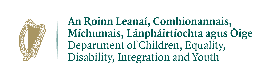 An Roinn Leanaí, Comhionannais,
Míchumais, Lánpháirtíochta agus Óige
Department of Children, Equality,
Disability, Integration and Youth